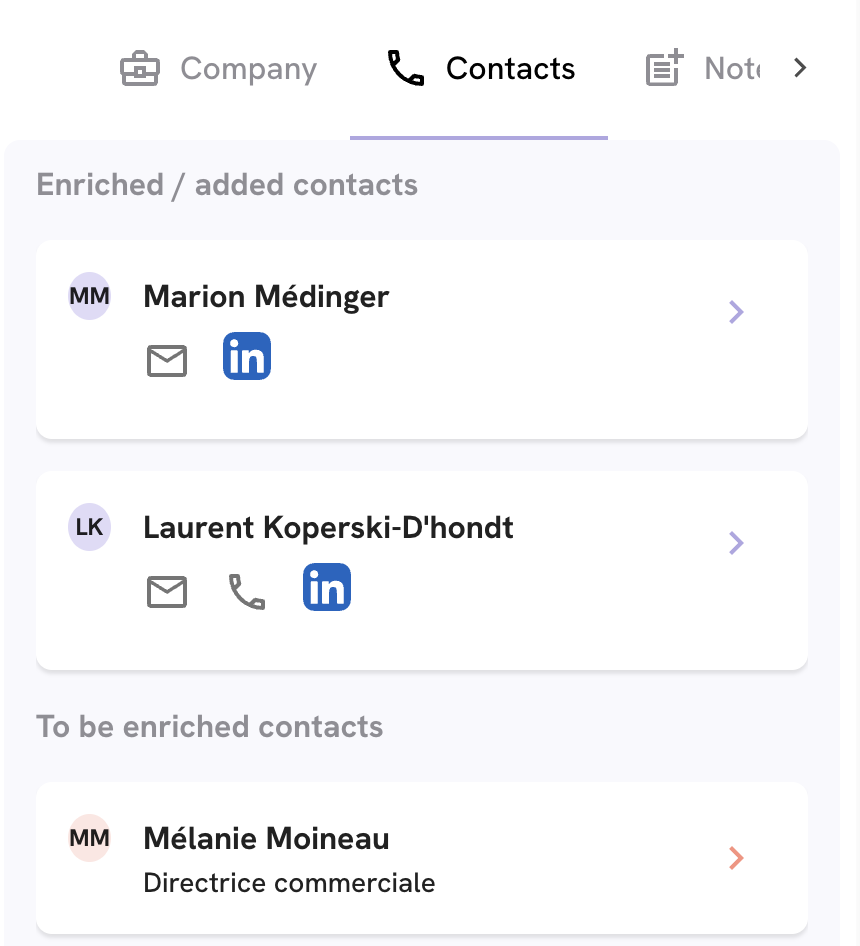 Company
Contacts
Note
Enriched / added contacts
MM
Marion Médinger
in
LK
Laurent Koperski-D'hondt
in
To be enriched contacts
MM
Mélanie Moineau
Directrice commerciale